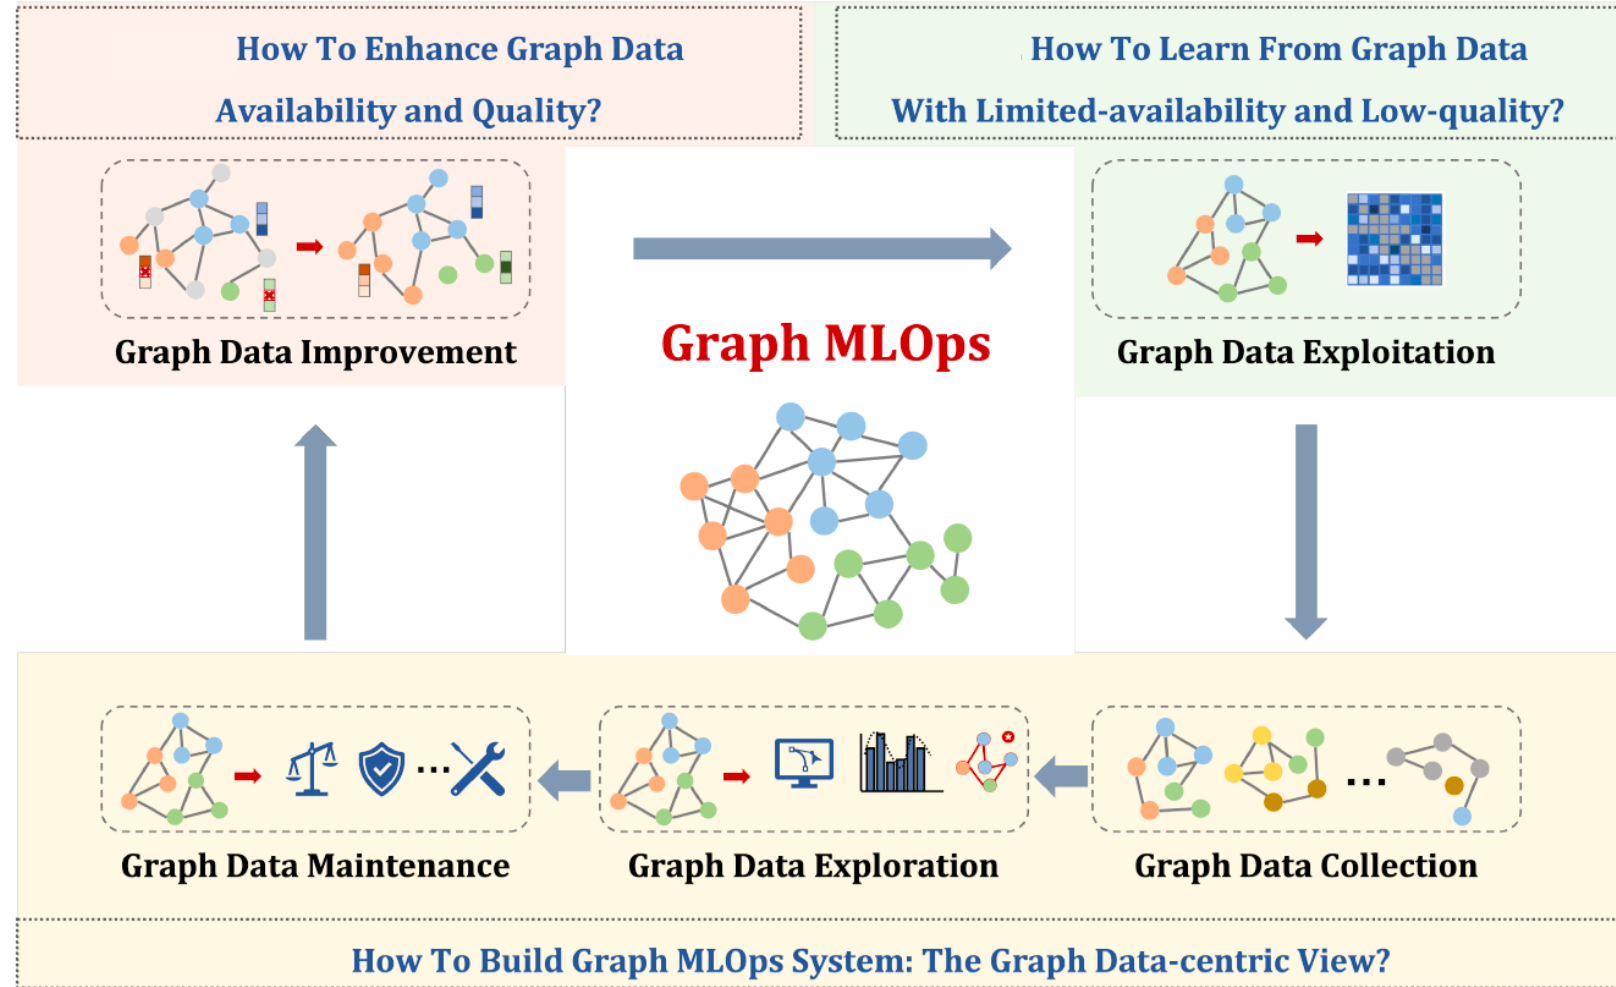 How To Enhance Graph Data
Availability and Quality?
How To Learn From Graph Data
With Limited-availability and Low-quality?
Graph Data Improvement
Graph MLOps
Graph Data Exploitation
...
...
Graph Data Maintenance
Graph Data Exploration
Graph Data Collection
How To Build Graph MLOps System: The Graph Data-centric View?